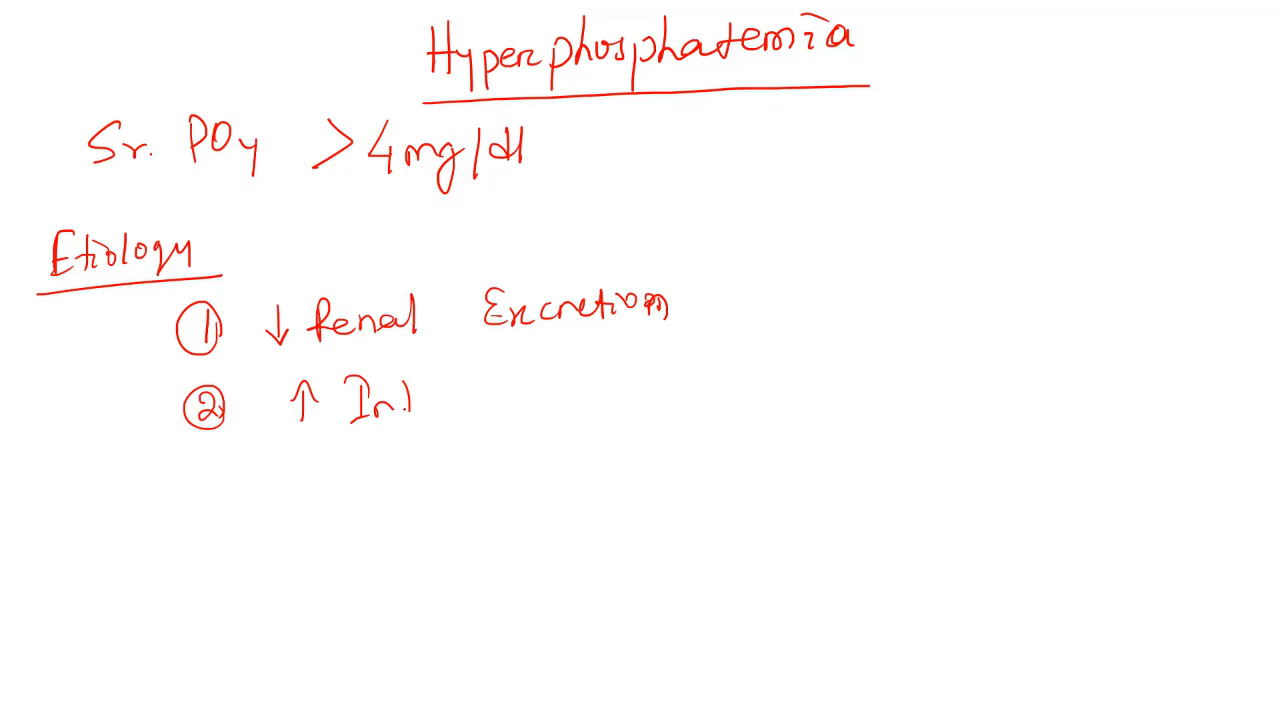 Hyperphosphatemia
Sr. PO4 > 4mg/dl
Etiology
① ↓ Renal Excretion
② ↑